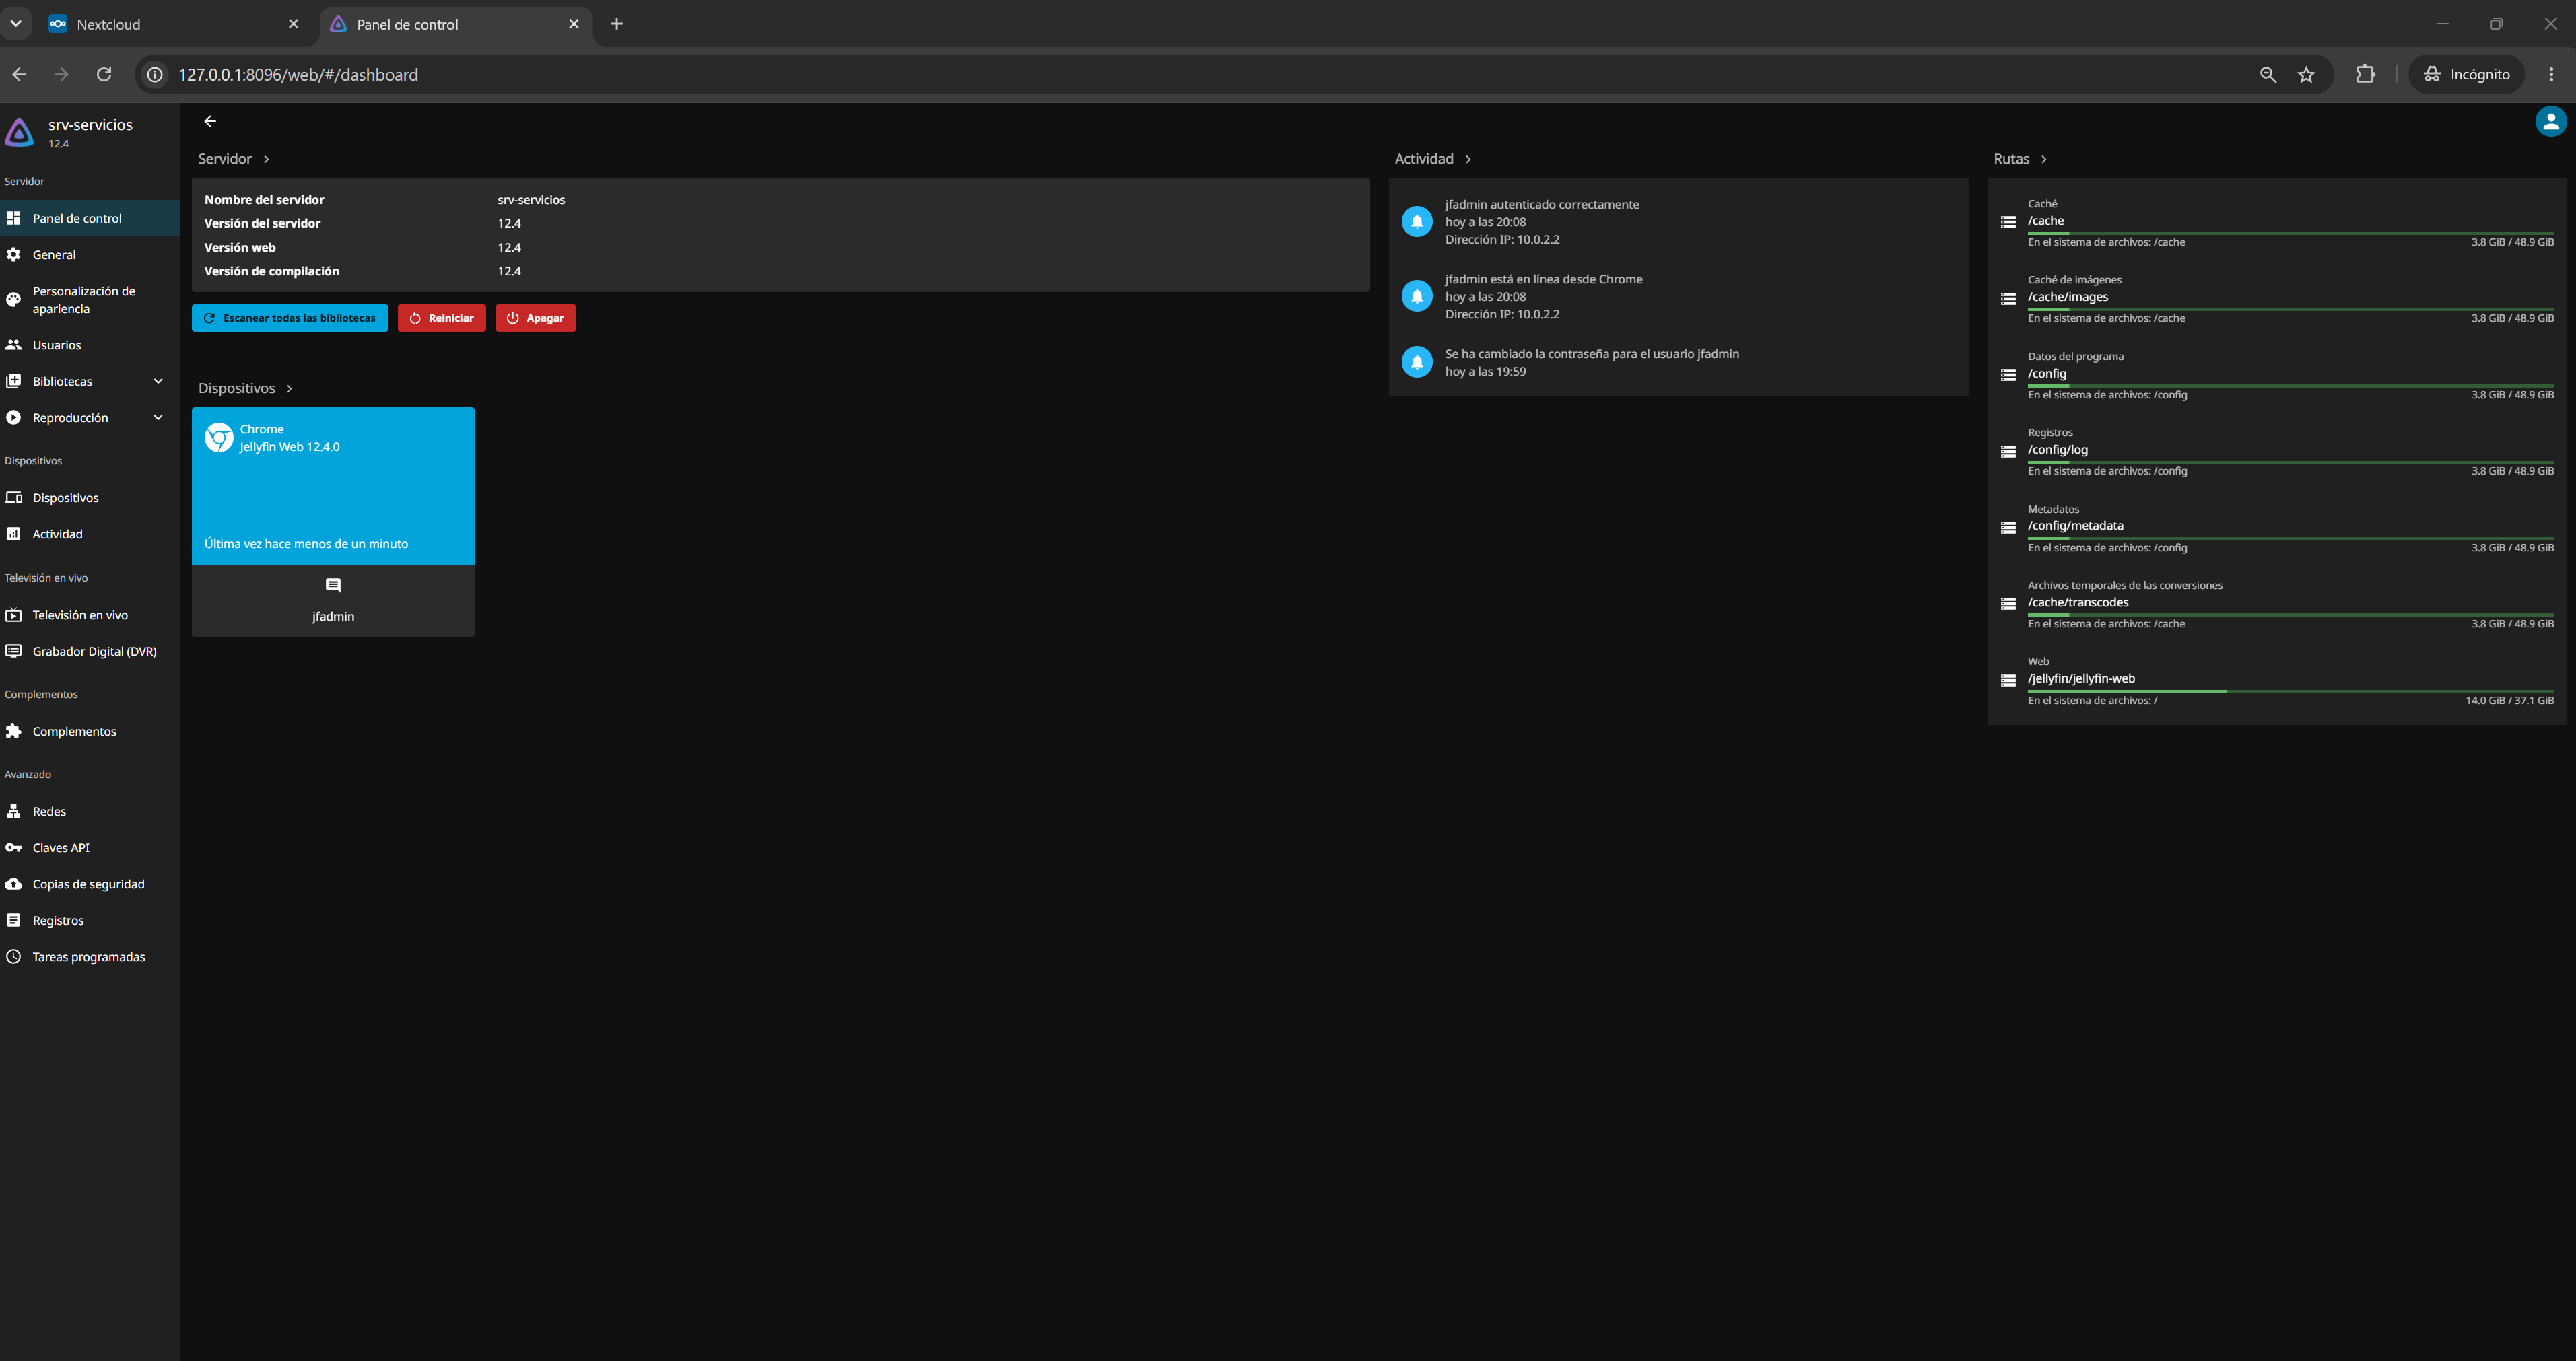 Nextcloud
Panel de control
127.0.0.1:8096/web/#/dashboard
Incógnito
srv-servicios
12.4
Servidor
Panel de control
General
Personalización de
apariencia
Usuarios
Bibliotecas
Reproducción
Dispositivos
Dispositivos
Actividad
Televisión en vivo
Televisión en vivo
Grabador Digital (DVR)
Complementos
Complementos
Avanzado
Redes
Claves API
Copias de seguridad
Registros
Tareas programadas
Servidor
Nombre del servidor srv-servicios
Versión del servidor 12.4
Versión web 12.4
Versión de compilación 12.4
Escanear todas las bibliotecas Reiniciar Apagar
Dispositivos
Chrome
Jellyfin Web 12.4.0
Última vez hace menos de un minuto
jfadmin
Actividad
jfadmin autenticado correctamente
hoy a las 20:08
Dirección IP: 10.0.2.2
jfadmin está en línea desde Chrome
hoy a las 20:08
Dirección IP: 10.0.2.2
Se ha cambiado la contraseña para el usuario jfadmin
hoy a las 19:59
Rutas
Caché
/cache
En el sistema de archivos: /cache 3.8 GiB / 48.9 GiB
Caché de imágenes
/cache/images
En el sistema de archivos: /cache 3.8 GiB / 48.9 GiB
Datos del programa
/config
En el sistema de archivos: /config 3.8 GiB / 48.9 GiB
Registros
/config/log
En el sistema de archivos: /config 3.8 GiB / 48.9 GiB
Metadatos
/config/metadata
En el sistema de archivos: /config 3.8 GiB / 48.9 GiB
Archivos temporales de las conversiones
/cache/transcodes
En el sistema de archivos: /cache 3.8 GiB / 48.9 GiB
Web
/jellyfin/jellyfin-web
En el sistema de archivos: / 14.0 GiB / 37.1 GiB